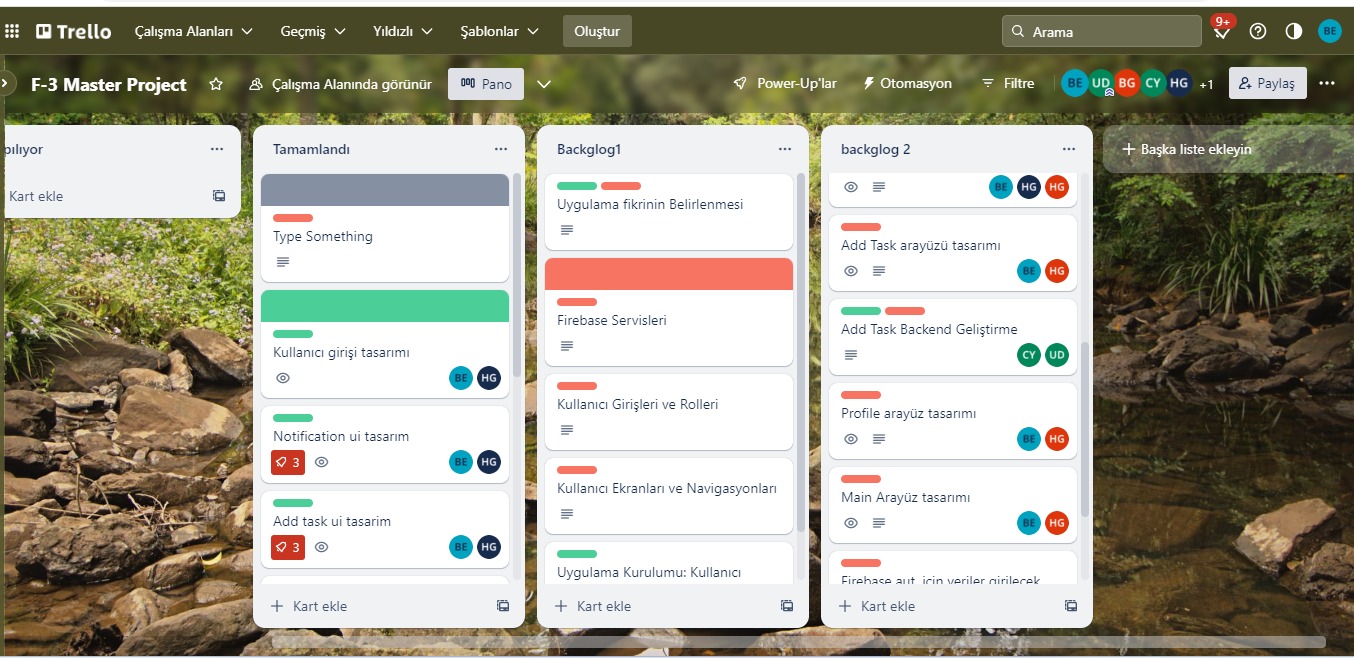 Trello
Çalışma Alanları
Geçmiş
Yıldızlı
Şablonlar
Oluştur
Arama
9+
BE
F-3 Master Project
Çalışma Alanında görünür
Pano
Power-Up'lar
Otomasyon
Filtre
BE
UD
BG
CY
HG
+1
Paylaş
pılıyor
Kart ekle
Tamamlandı
Type Something
Kullanıcı girişi tasarımı
BE HG
Notification ui tasarım
3
BE HG
Add task ui tasarim
3
BE HG
Kart ekle
Backglog1
Uygulama fikrinin Belirlenmesi
Firebase Servisleri
Kullanıcı Girişleri ve Rolleri
Kullanıcı Ekranları ve Navigasyonları
Uygulama Kurulumu: Kullanıcı
Kart ekle
backglog 2
BE HG HG
Add Task arayüzü tasarımı
BE HG
Add Task Backend Geliştirme
CY UD
Profile arayüz tasarımı
BE HG
Main Arayüz tasarımı
BE HG
Firebase aut. için veriler girilecek
Kart ekle
Başka liste ekleyin